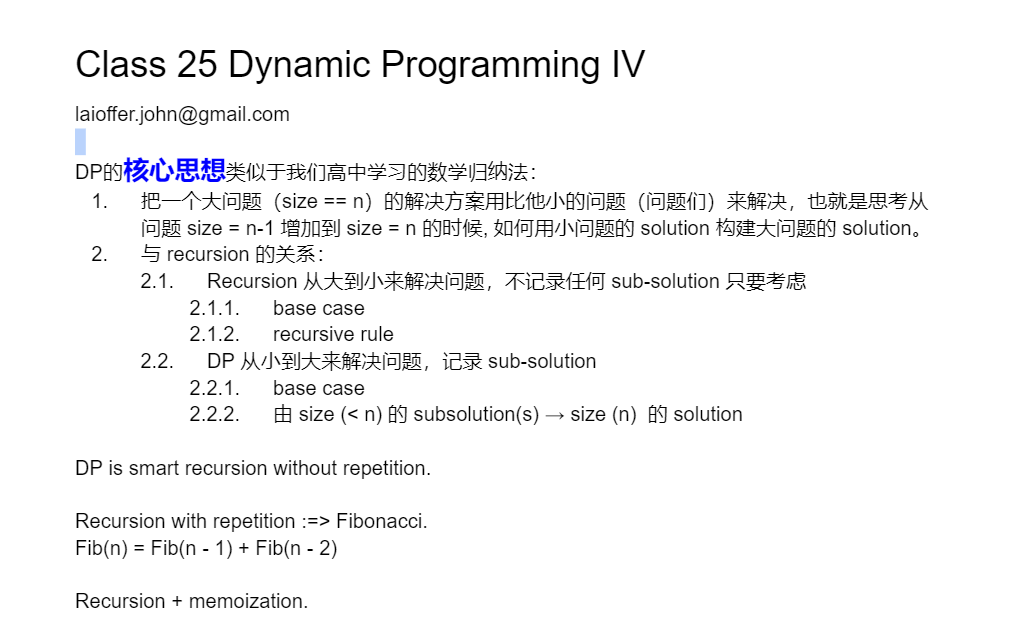 Class 25 Dynamic Programming IV
laioffer.john@gmail.com
DP的核心思想类似于我们高中学习的数学归纳法：
1. 把一个大问题（size == n）的解决方案用比他小的问题（问题们）来解决，也就是思考从
问题 size = n-1 增加到 size = n 的时候, 如何用小问题的 solution 构建大问题的 solution。
2. 与 recursion 的关系：
2.1. Recursion 从大到小来解决问题，不记录任何 sub-solution 只要考虑
2.1.1. base case
2.1.2. recursive rule
2.2. DP 从小到大来解决问题，记录 sub-solution
2.2.1. base case
2.2.2. 由 size (< n) 的 subsolution(s) → size (n) 的 solution
DP is smart recursion without repetition.
Recursion with repetition :=> Fibonacci.
Fib(n) = Fib(n - 1) + Fib(n - 2)
Recursion + memoization.